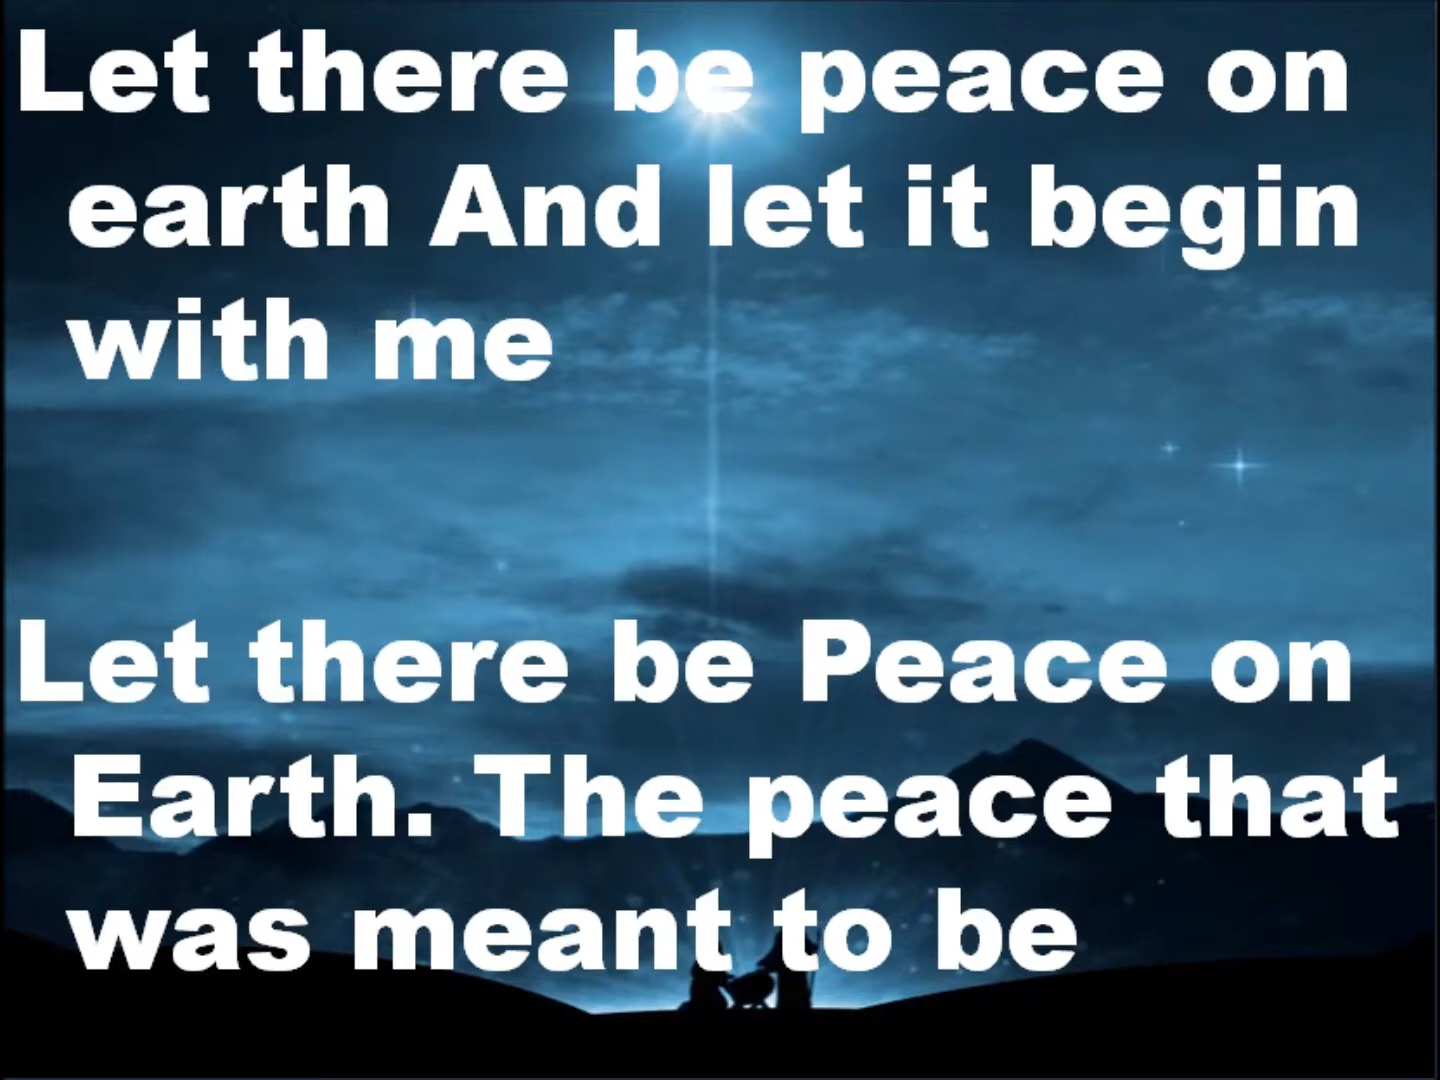 Let there be peace on
earth And let it begin
with me
Let there be Peace on
Earth. The peace that
was meant to be